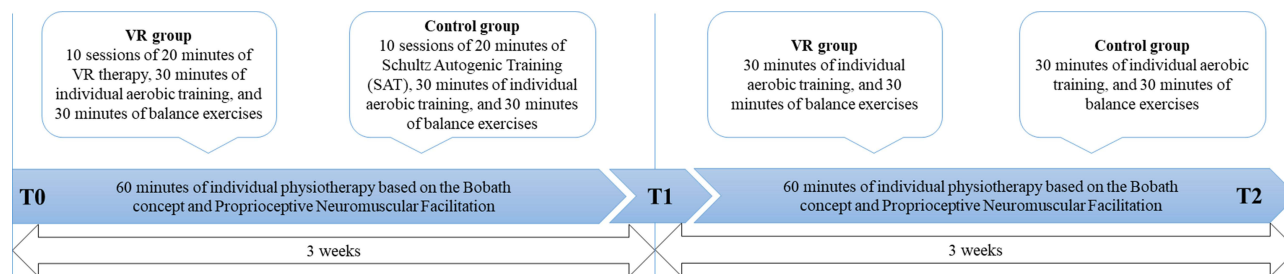 VR group
10 sessions of 20 minutes of
VR therapy, 30 minutes of
individual aerobic training, and
30 minutes of balance exercises
Control group
10 sessions of 20 minutes of
Schultz Autogenic Training
(SAT), 30 minutes of individual
aerobic training, and 30 minutes
of balance exercises
VR group
30 minutes of individual
aerobic training, and 30
minutes of balance exercises
Control group
30 minutes of individual aerobic
training, and 30 minutes of
balance exercises
T0
60 minutes of individual physiotherapy based on the Bobath
concept and Proprioceptive Neuromuscular Facilitation
T1
60 minutes of individual physiotherapy based on the Bobath
concept and Proprioceptive Neuromuscular Facilitation
T2
3 weeks
3 weeks